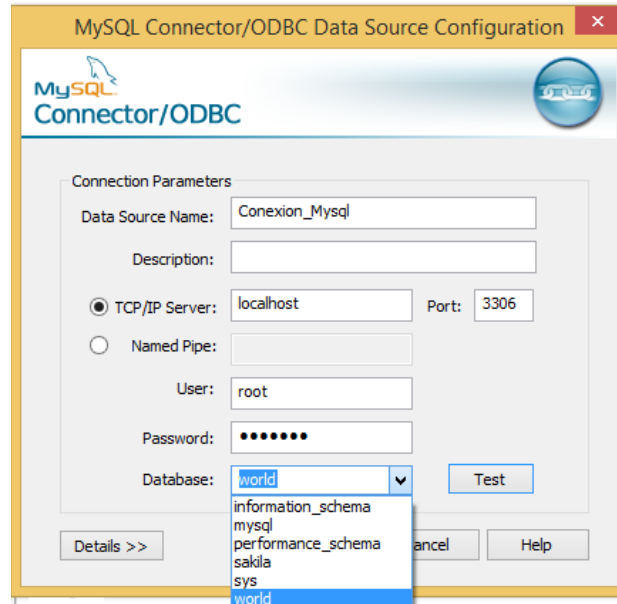 MySQL Connector/ODBC Data Source Configuration
MySQL
Connector/ODBC
Connection Parameters
Data Source Name: Conexion_Mysql
Description:
TCP/IP Server: localhost Port: 3306
Named Pipe:
User: root
Password: •••••••
Database: world Test
information_schema
mysql
performance_schema
sakila
sys
world
Details >> ancel Help